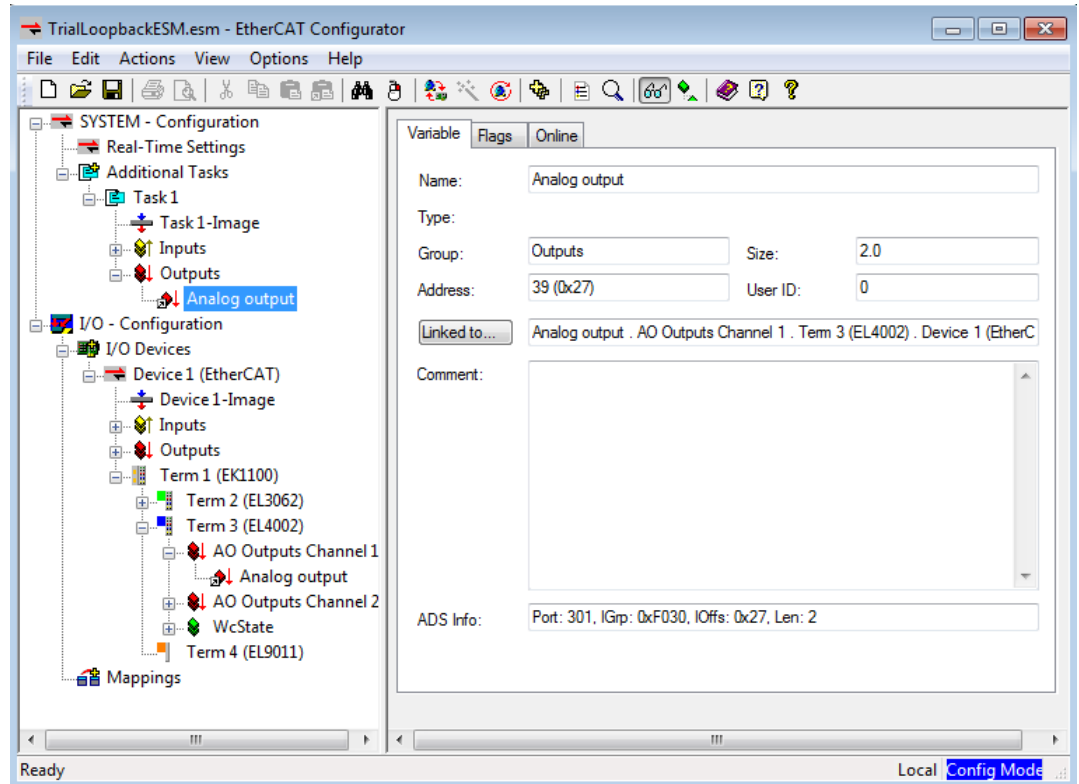 TrialLoopbackESM.esm - EtherCAT Configurator
File Edit Actions View Options Help
SYSTEM - Configuration
Real-Time Settings
Additional Tasks
Task 1
Task 1-Image
Inputs
Outputs
Analog output
I/O - Configuration
I/O Devices
Device 1 (EtherCAT)
Device 1-Image
Inputs
Outputs
Term 1 (EK1100)
Term 2 (EL3062)
Term 3 (EL4002)
AO Outputs Channel 1
Analog output
AO Outputs Channel 2
WcState
Term 4 (EL9011)
Mappings
Variable Flags Online
Name: Analog output
Type:
Group: Outputs Size: 2.0
Address: 39 (0x27) User ID: 0
Linked to... Analog output . AO Outputs Channel 1 . Term 3 (EL4002) . Device 1 (EtherC
Comment:
ADS Info: Port: 301, IGrp: 0xF030, IOffs: 0x27, Len: 2
Ready Local Config Mode